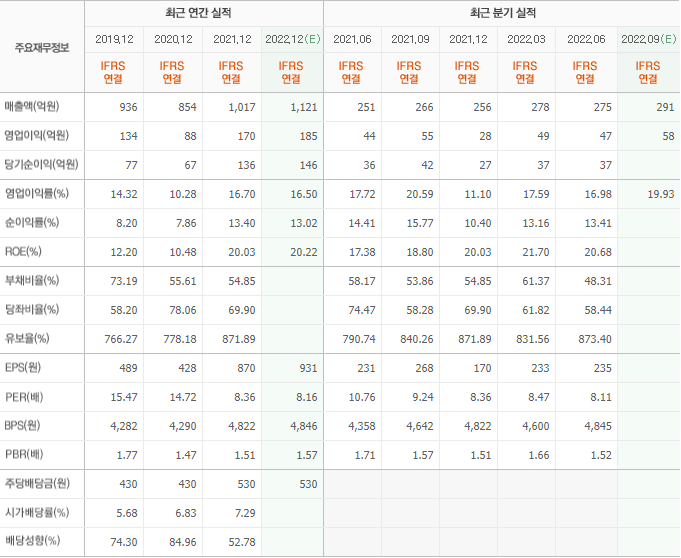 주요재무정보 최근 연간 실적 최근 분기 실적
2019.12 2020.12 2021.12 2022.12(E) 2021.06 2021.09 2021.12 2022.03 2022.06 2022.09(E)
IFRS IFRS IFRS IFRS IFRS IFRS IFRS IFRS IFRS IFRS
연결 연결 연결 연결 연결 연결 연결 연결 연결 연결
매출액(억원) 936 854 1,017 1,121 251 266 256 278 275 291
영업이익(억원) 134 88 170 185 44 55 28 49 47 58
당기순이익(억원) 77 67 136 146 36 42 27 37 37
영업이익률(%) 14.32 10.28 16.70 16.50 17.72 20.59 11.10 17.59 16.98 19.93
순이익률(%) 8.20 7.86 13.40 13.02 14.41 15.77 10.40 13.16 13.41
ROE(%) 12.20 10.48 20.03 20.22 17.38 18.80 20.03 21.70 20.68
부채비율(%) 73.19 55.61 54.85 58.17 53.86 54.85 61.37 48.31
당좌비율(%) 58.20 78.06 69.90 74.47 58.28 69.90 61.82 58.44
유보율(%) 766.27 778.18 871.89 790.74 840.26 871.89 831.56 873.40
EPS(원) 489 428 870 931 231 268 170 233 235
PER(배) 15.47 14.72 8.36 8.16 10.76 9.24 8.36 8.47 8.11
BPS(원) 4,282 4,290 4,822 4,846 4,358 4,642 4,822 4,600 4,845
PBR(배) 1.77 1.47 1.51 1.57 1.71 1.57 1.51 1.66 1.52
주당배당금(원) 430 430 530 530
시가배당률(%) 5.68 6.83 7.29
배당성향(%) 74.30 84.96 52.78